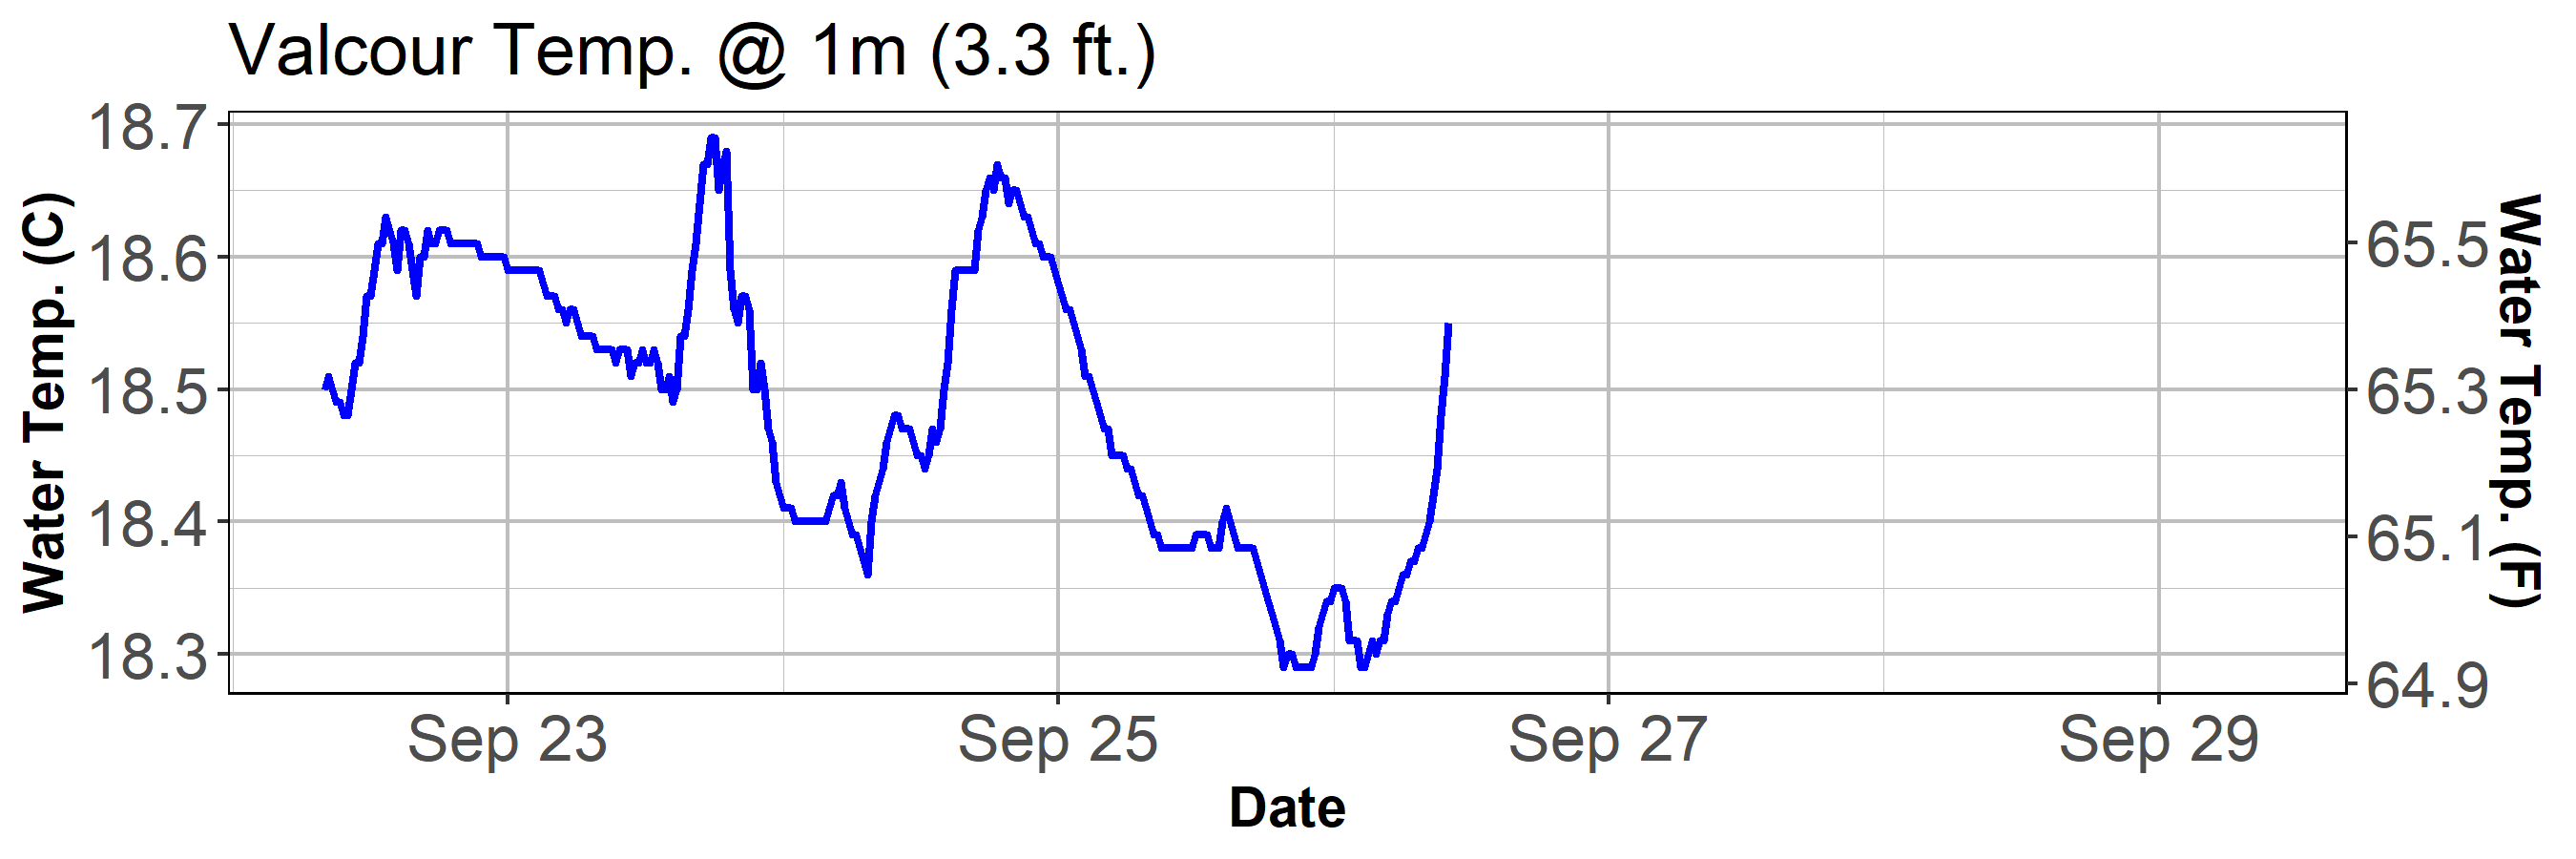 Valcour Temp. @ 1m (3.3 ft.)
Water Temp. (C)
18.7
18.6
18.5
18.4
18.3
65.5
65.3
65.1
64.9
Water Temp. (F)
Sep 23
Sep 25
Sep 27
Sep 29
Date